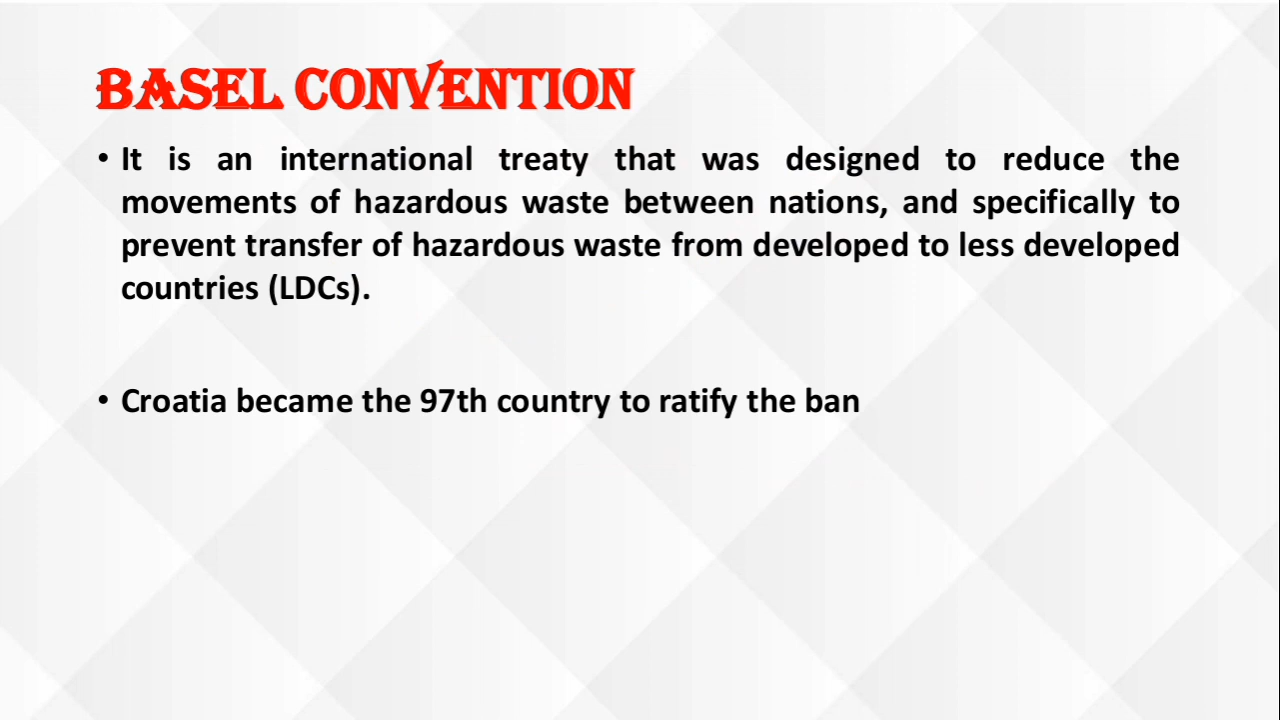 BASEL CONVENTION
• It is an international treaty that was designed to reduce the
movements of hazardous waste between nations, and specifically to
prevent transfer of hazardous waste from developed to less developed
countries (LDCs).
• Croatia became the 97th country to ratify the ban